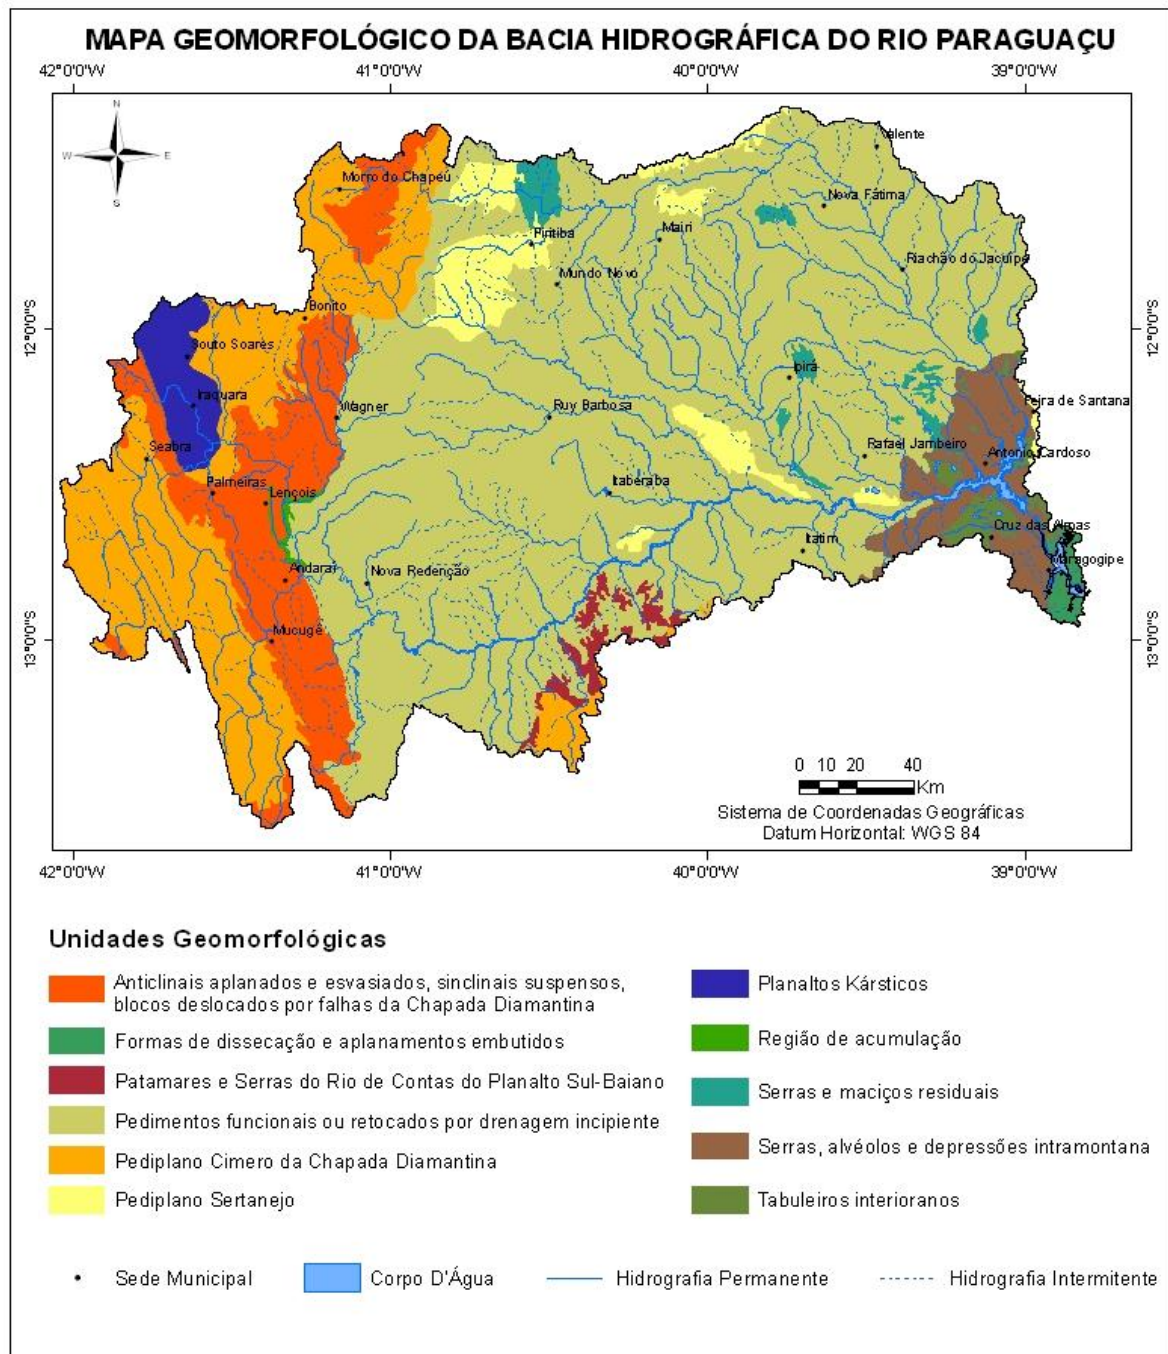 MAPA GEOMORFOLÓGICO DA BACIA HIDROGRÁFICA DO RIO PARAGUAÇU
42°0'0"W 41°0'0"W 40°0'0"W 39°0'0"W
N
W E
S
Valente
Morro do Chapéu
Nova Fátima
Piritiba
Mairi
Riachão do Jacuípe
Mundo Novo
Bonito
12°0'0"S
12°0'0"S
Souto Soares
Ipirá
Iraquara
Wagner
Ruy Barbosa
Feira de Santana
Seabra
Rafael Jambeiro
Antonio Cardoso
Palmeiras
Lençois
Itaberaba
Cruz das Almas
Itatim
Maragogipe
Andaraí
Nova Redenção
Mucugê
13°0'0"S
13°0'0"S
0 10 20 40
Km
Sistema de Coordenadas Geográficas
Datum Horizontal: WGS 84
42°0'0"W 41°0'0"W 40°0'0"W 39°0'0"W
Unidades Geomorfológicas
Anticlinais aplanados e esvasiados, sinclinais suspensos,
blocos deslocados por falhas da Chapada Diamantina
Formas de dissecação e aplanamentos embutidos
Patamares e Serras do Rio de Contas do Planalto Sul-Baiano
Pedimentos funcionais ou retocados por drenagem incipiente
Pediplano Cimero da Chapada Diamantina
Pediplano Sertanejo
Planaltos Kársticos
Região de acumulação
Serras e maciços residuais
Serras, alvéolos e depressões intramontana
Tabuleiros interioranos
Sede Municipal Corpo D'Água Hidrografia Permanente Hidrografia Intermitente